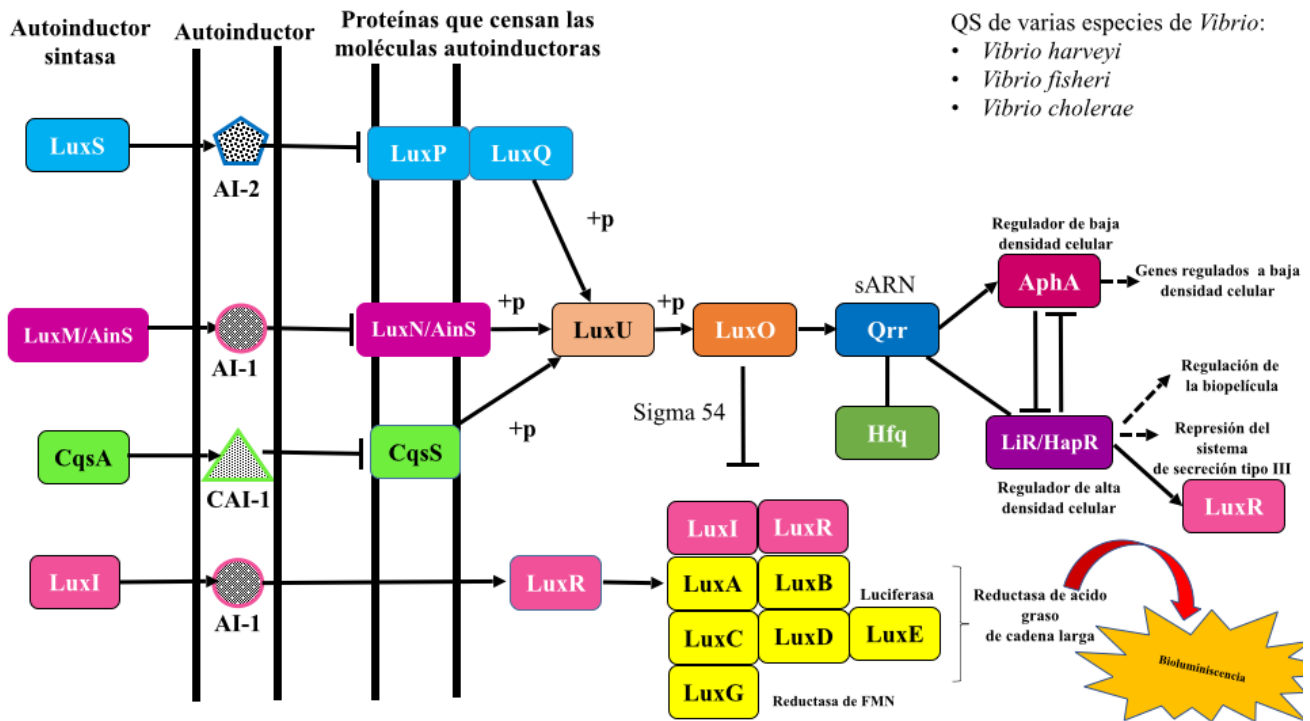 Autoinductor
sintasa
Autoinductor
Proteínas que censan las
moléculas autoinductoras
QS de varias especies de Vibrio:
• Vibrio harveyi
• Vibrio fisheri
• Vibrio cholerae
LuxS
AI-2
LuxP
LuxQ
+p
LuxM/AinS
AI-1
LuxN/AinS
+p
LuxU
+p
LuxO
sARN
Qrr
Hfq
Regulador de baja
densidad celular
AphA
Genes regulados a baja
densidad celular
CqsA
CAI-1
CqsS
+p
Sigma 54
LiR/HapR
Regulador de alta
densidad celular
Regulación de
la biopelícula
Represión del
sistema
de secreción tipo III
LuxR
LuxI
AI-1
LuxR
LuxI
LuxR
LuxA
LuxB
Luciferasa
LuxC
LuxD
LuxE
LuxG
Reductasa de FMN
Reductasa de acido
graso
de cadena larga
Bioluminiscencia